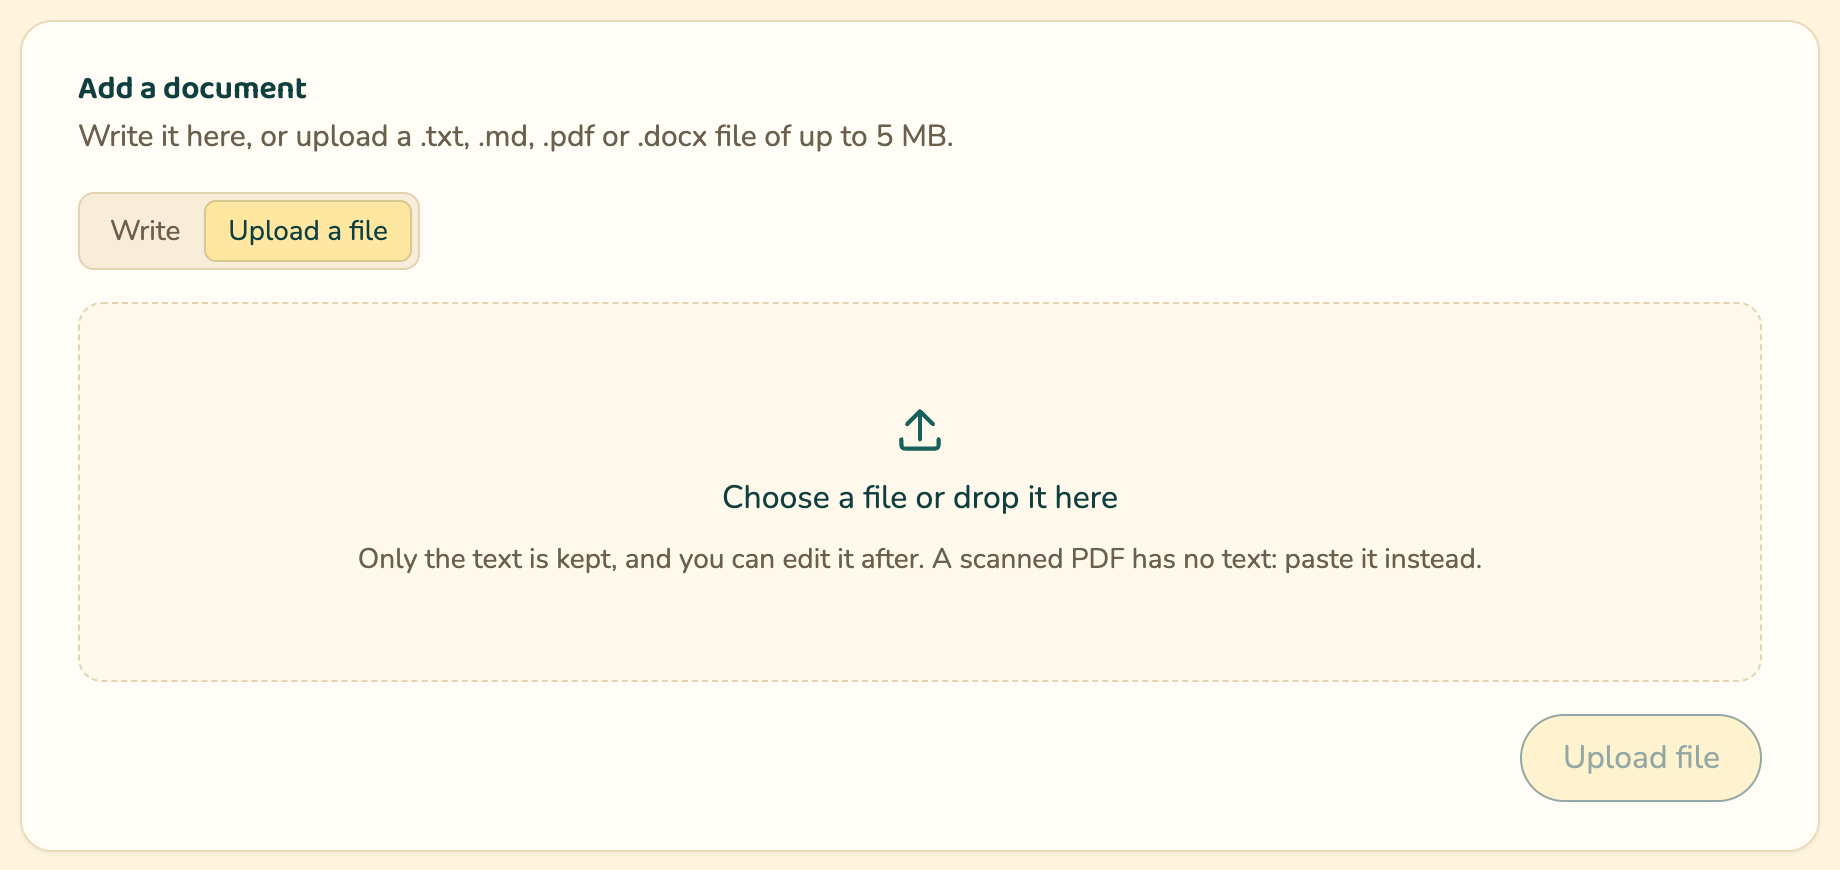 Add a document
Write it here, or upload a .txt, .md, .pdf or .docx file of up to 5 MB.
Write
Upload a file
Choose a file or drop it here
Only the text is kept, and you can edit it after. A scanned PDF has no text: paste it instead.
Upload file